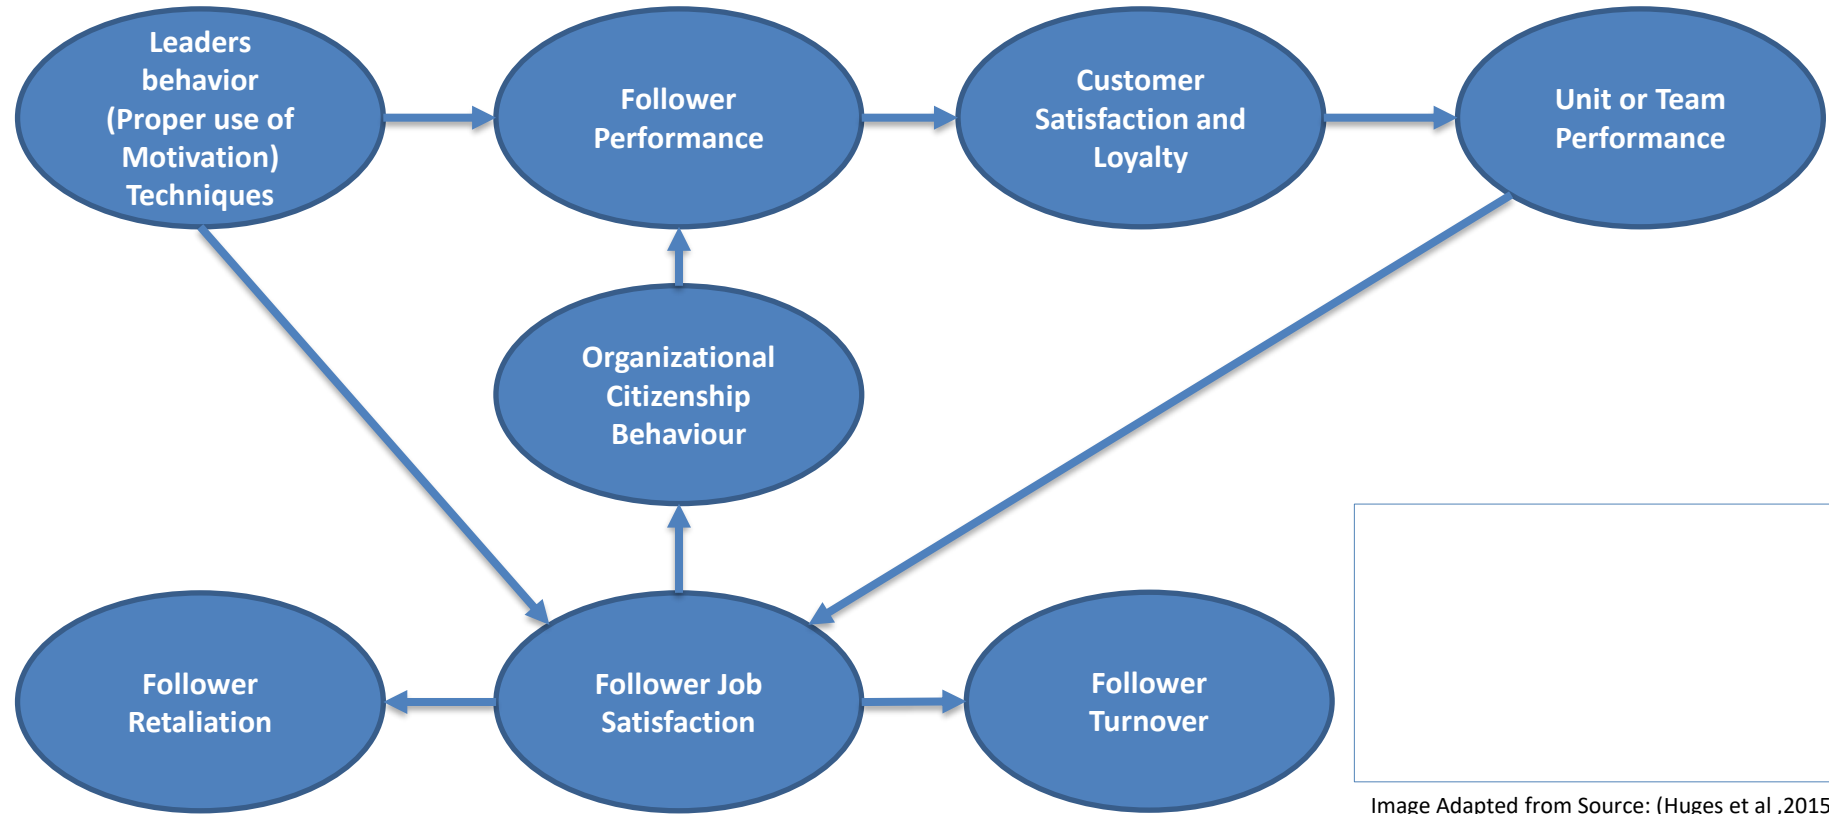 Leaders
behavior
(Proper use of
Motivation)
Techniques
Follower
Performance
Customer
Satisfaction and
Loyalty
Unit or Team
Performance
Organizational
Citizenship
Behaviour
Follower
Retaliation
Follower Job
Satisfaction
Follower
Turnover
Image Adapted from Source: (Huges et al ,2015